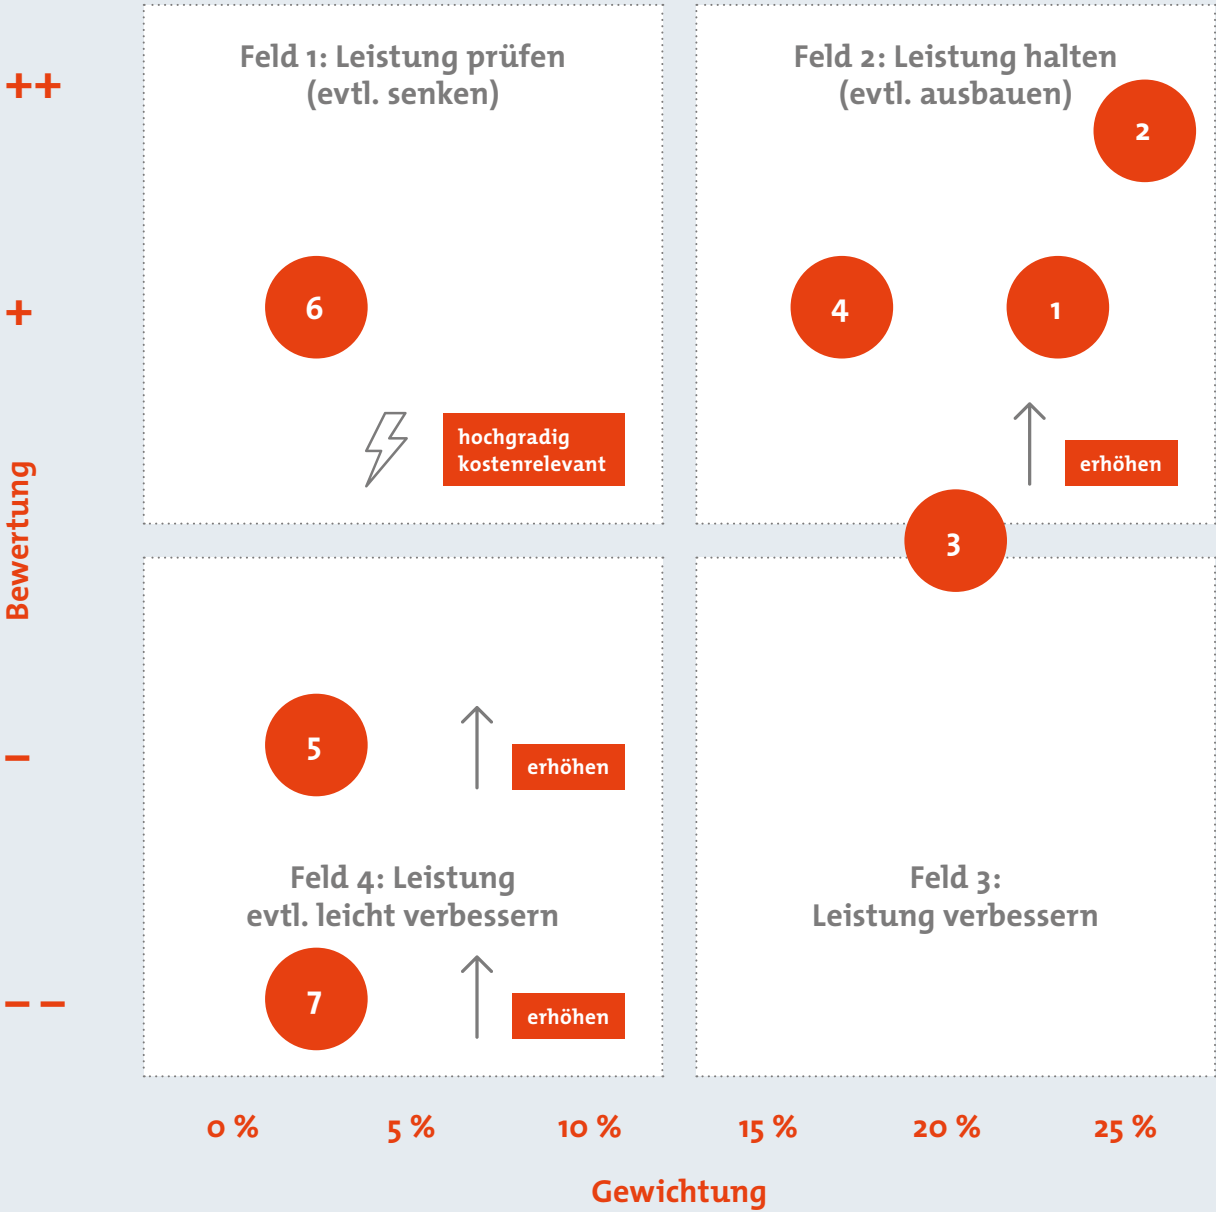 Feld 1: Leistung prüfen
(evtl. senken)
Feld 2: Leistung halten
(evtl. ausbauen)
++
2
+
6
4
1
hochgradig
kostenrelevant
erhöhen
Bewertung
3
–
5
erhöhen
Feld 4: Leistung
evtl. leicht verbessern
Feld 3:
Leistung verbessern
– –
7
erhöhen
0 %
5 %
10 %
15 %
20 %
25 %
Gewichtung